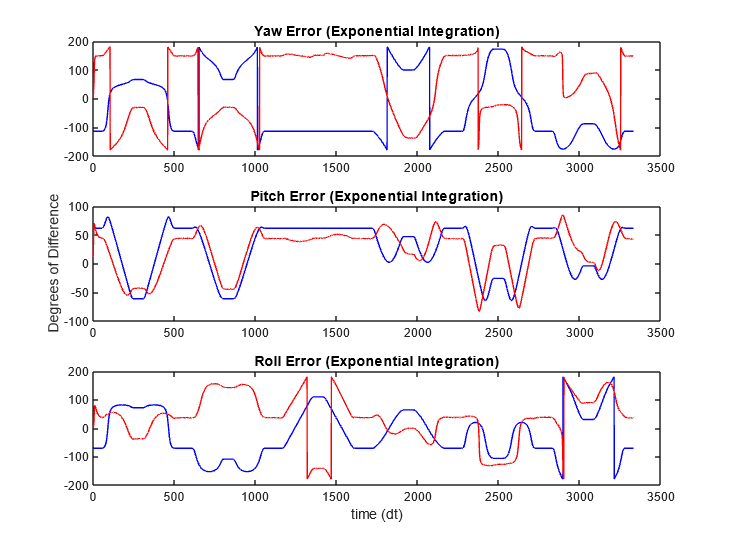 Yaw Error (Exponential Integration)
200
100
0
-100
-200
0 500 1000 1500 2000 2500 3000 3500
Pitch Error (Exponential Integration)
Degrees of Difference
100
50
0
-50
-100
0 500 1000 1500 2000 2500 3000 3500
Roll Error (Exponential Integration)
200
100
0
-100
-200
0 500 1000 1500 2000 2500 3000 3500
time (dt)